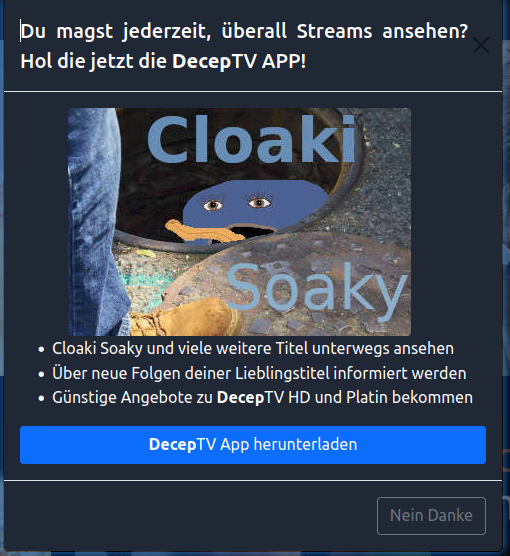 Du magst jederzeit, überall Streams ansehen?
Hol die jetzt die DecepTV APP!
Cloaki
Soaky
Cloaki Soaky und viele weitere Titel unterwegs ansehen
Über neue Folgen deiner Lieblingstitel informiert werden
Günstige Angebote zu DecepTV HD und Platin bekommen
DecepTV App herunterladen
Nein Danke